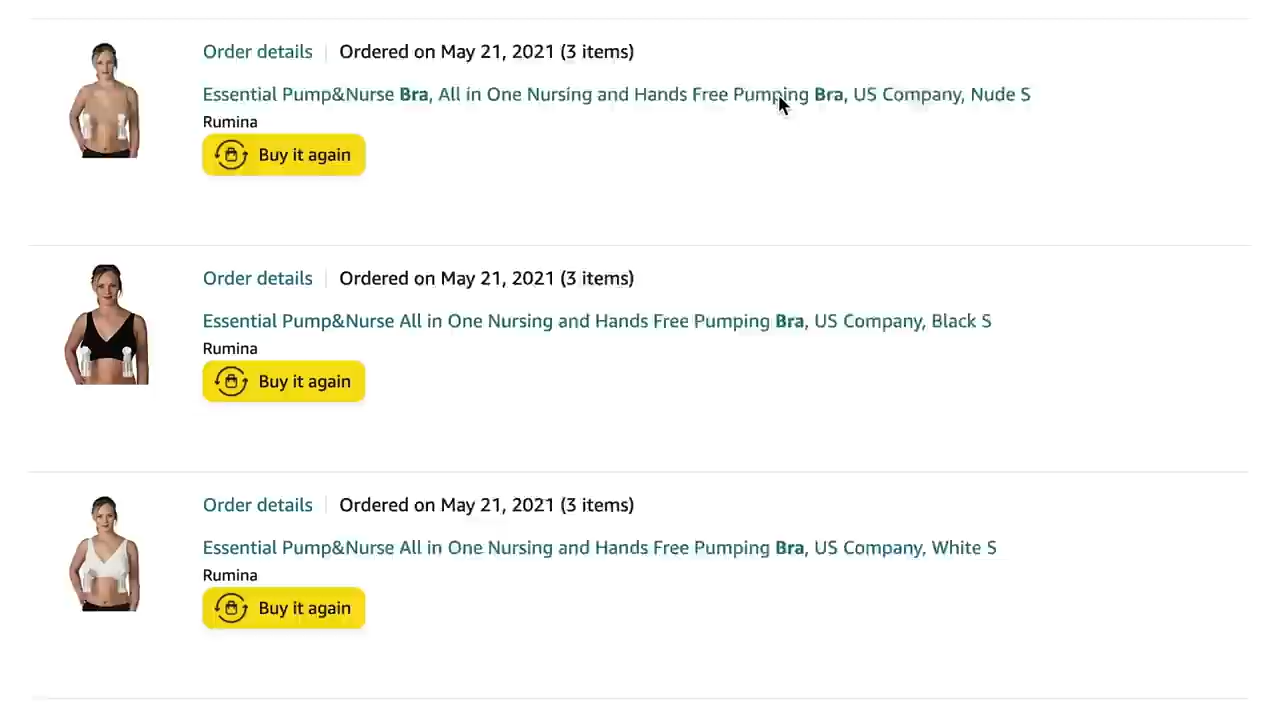 Order details | Ordered on May 21, 2021 (3 items)
Essential Pump&Nurse Bra, All in One Nursing and Hands Free Pumping Bra, US Company, Nude S
Rumina
Buy it again
Order details | Ordered on May 21, 2021 (3 items)
Essential Pump&Nurse All in One Nursing and Hands Free Pumping Bra, US Company, Black S
Rumina
Buy it again
Order details | Ordered on May 21, 2021 (3 items)
Essential Pump&Nurse All in One Nursing and Hands Free Pumping Bra, US Company, White S
Rumina
Buy it again